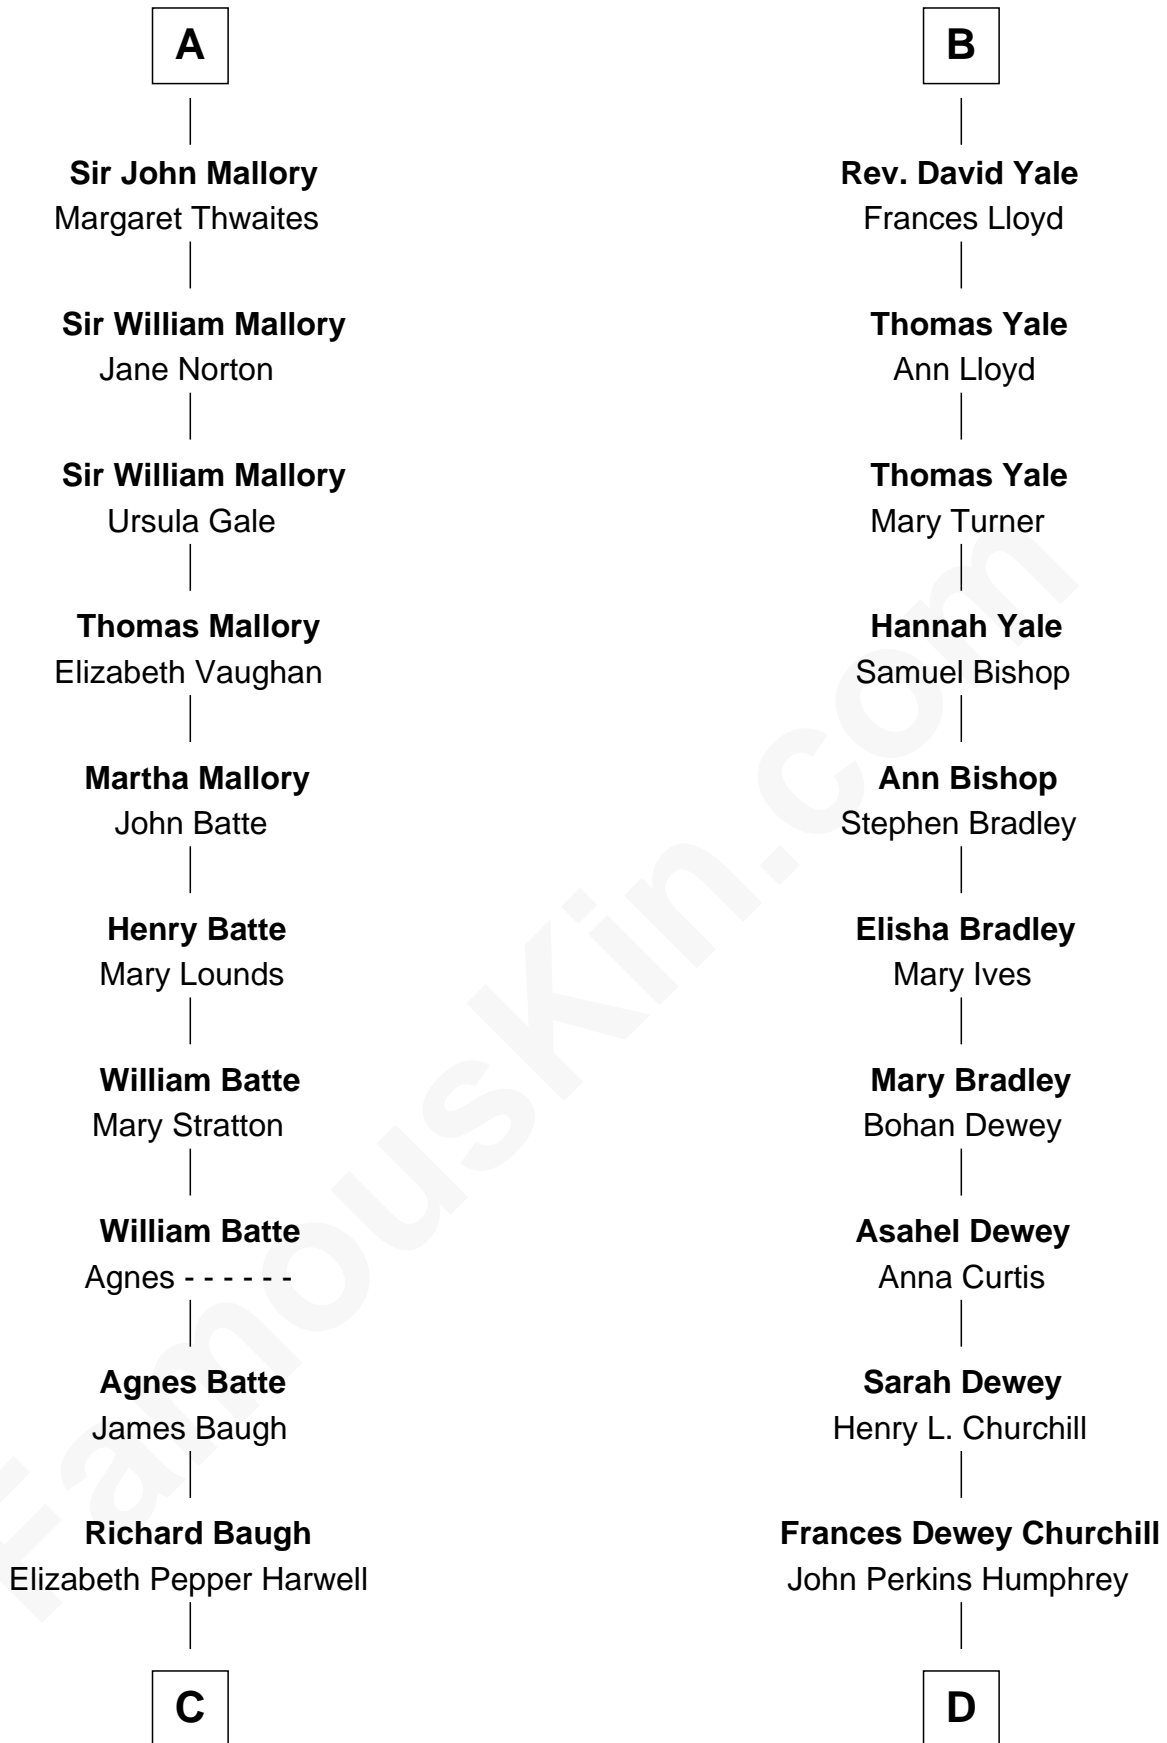 A
Sir John Mallory
Margaret Thwaites
Sir William Mallory
Jane Norton
Sir William Mallory
Ursula Gale
Thomas Mallory
Elizabeth Vaughan
Martha Mallory
John Batte
Henry Batte
Mary Lounds
William Batte
Mary Stratton
William Batte
Agnes - - - - - -
Agnes Batte
James Baugh
Richard Baugh
Elizabeth Pepper Harwell
C
B
Rev. David Yale
Frances Lloyd
Thomas Yale
Ann Lloyd
Thomas Yale
Mary Turner
Hannah Yale
Samuel Bishop
Ann Bishop
Stephen Bradley
Elisha Bradley
Mary Ives
Mary Bradley
Bohan Dewey
Asahel Dewey
Anna Curtis
Sarah Dewey
Henry L. Churchill
Frances Dewey Churchill
John Perkins Humphrey
D
FamousKin.com